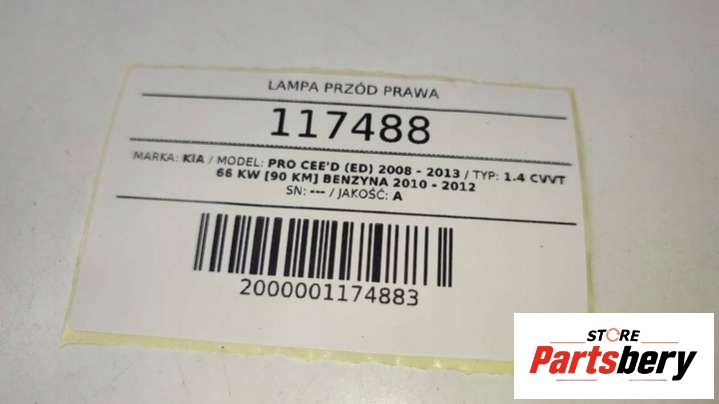 LAMPA PRZÓD PRAWA
117488
MARKA: KIA / MODEL: PRO CEE'D (ED) 2008 - 2013 / TYP: 1.4 CVVT
66 KW [90 KM] BENZYNA 2010 - 2012
SN: --- / JAKOŚĆ: A
2000001174883
STORE
Partsbery